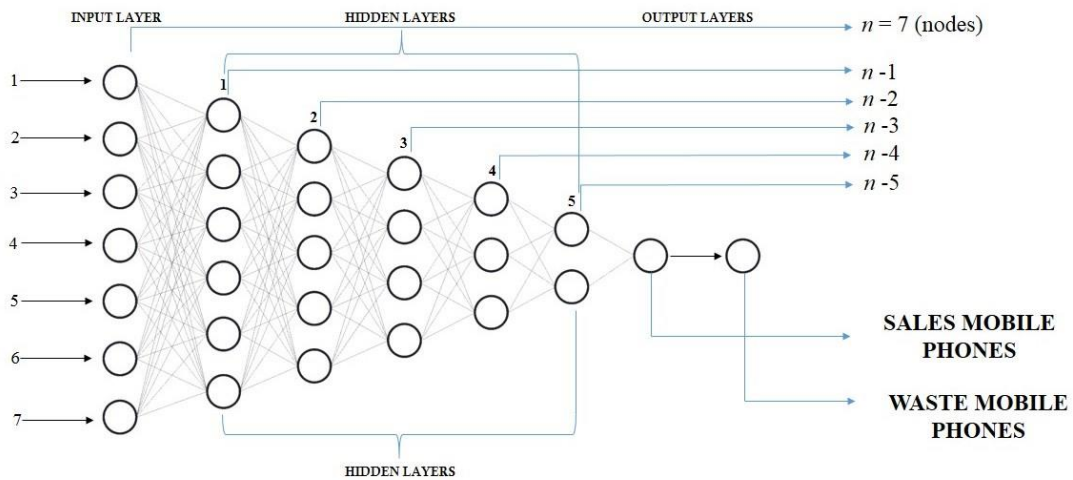 INPUT LAYER
HIDDEN LAYERS
OUTPUT LAYERS
n = 7 (nodes)
n -1
n -2
n -3
n -4
n -5
1
2
3
4
5
6
7
1
2
3
4
5
SALES MOBILE
PHONES
WASTE MOBILE
PHONES
HIDDEN LAYERS